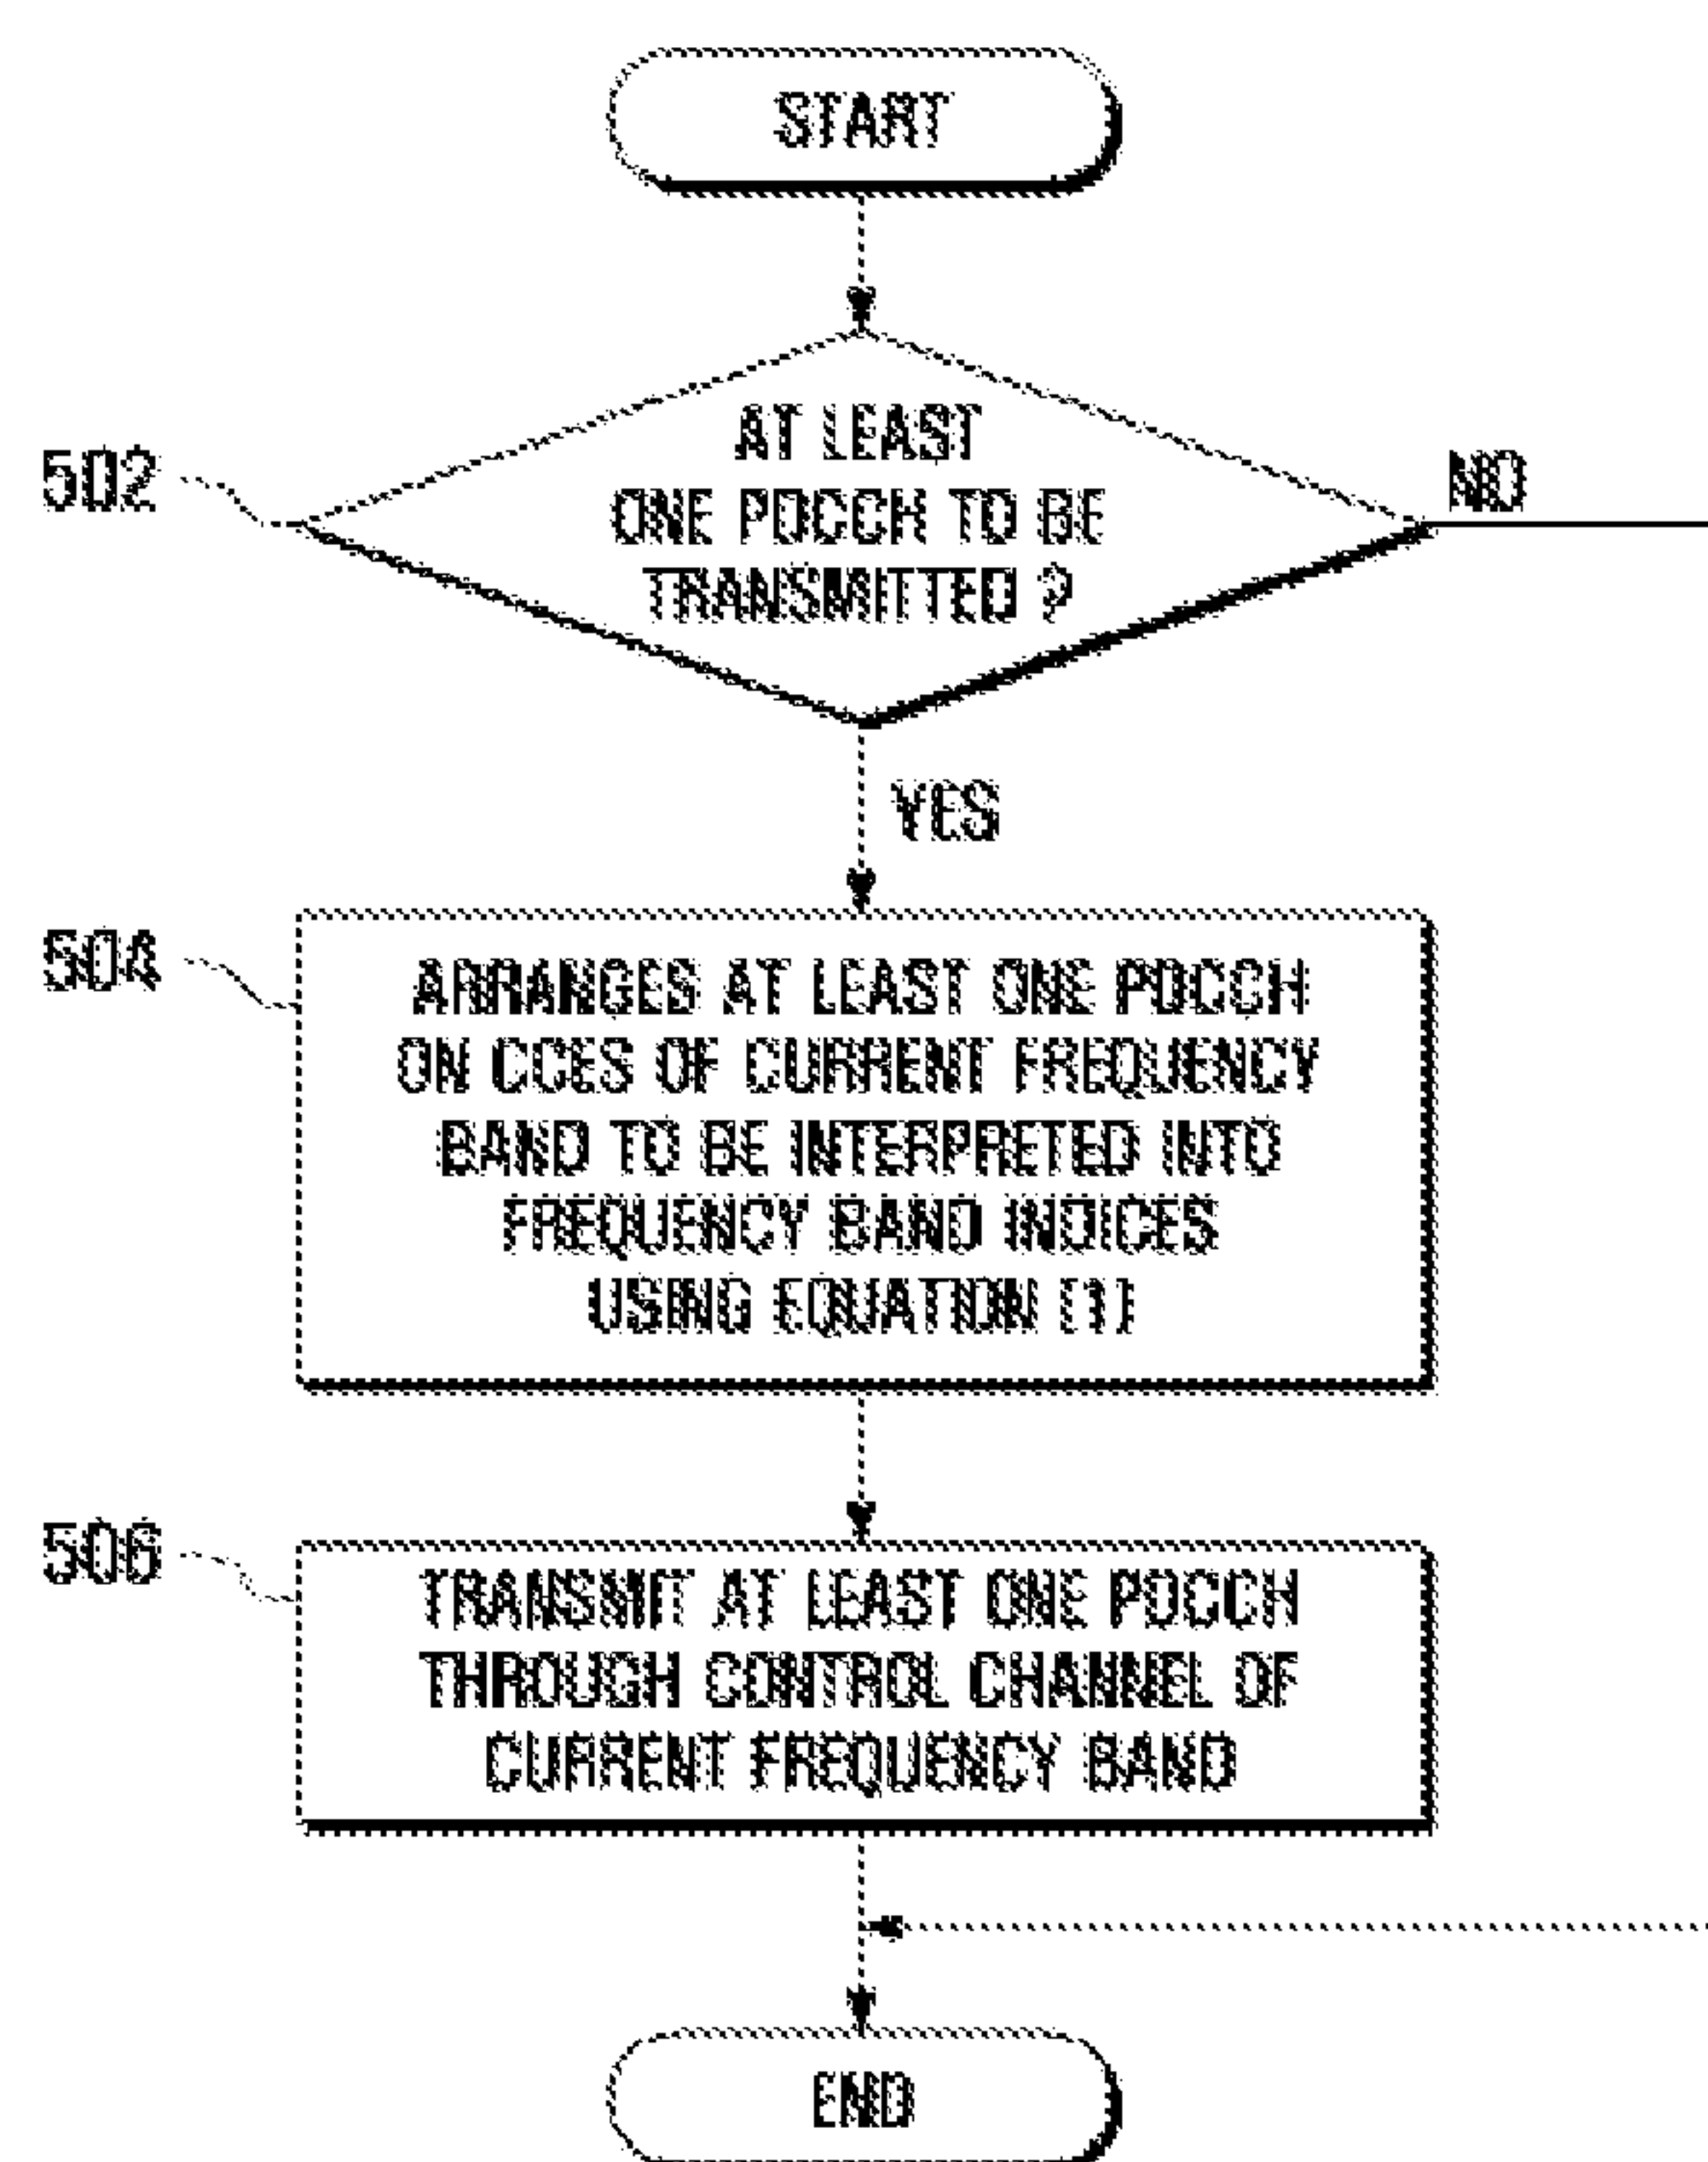 START
AT LEAST
ONE PDCCH TO BE
TRANSMITTED ?
502
NO
YES
504
ARRANGES AT LEAST ONE PDCCH
ON CCES OF CURRENT FREQUENCY
BAND TO BE INTERPRETED INTO
FREQUENCY BAND INDICES
USING EQUATION (1)
506
TRANSMIT AT LEAST ONE PDCCH
THROUGH CONTROL CHANNEL OF
CURRENT FREQUENCY BAND
END